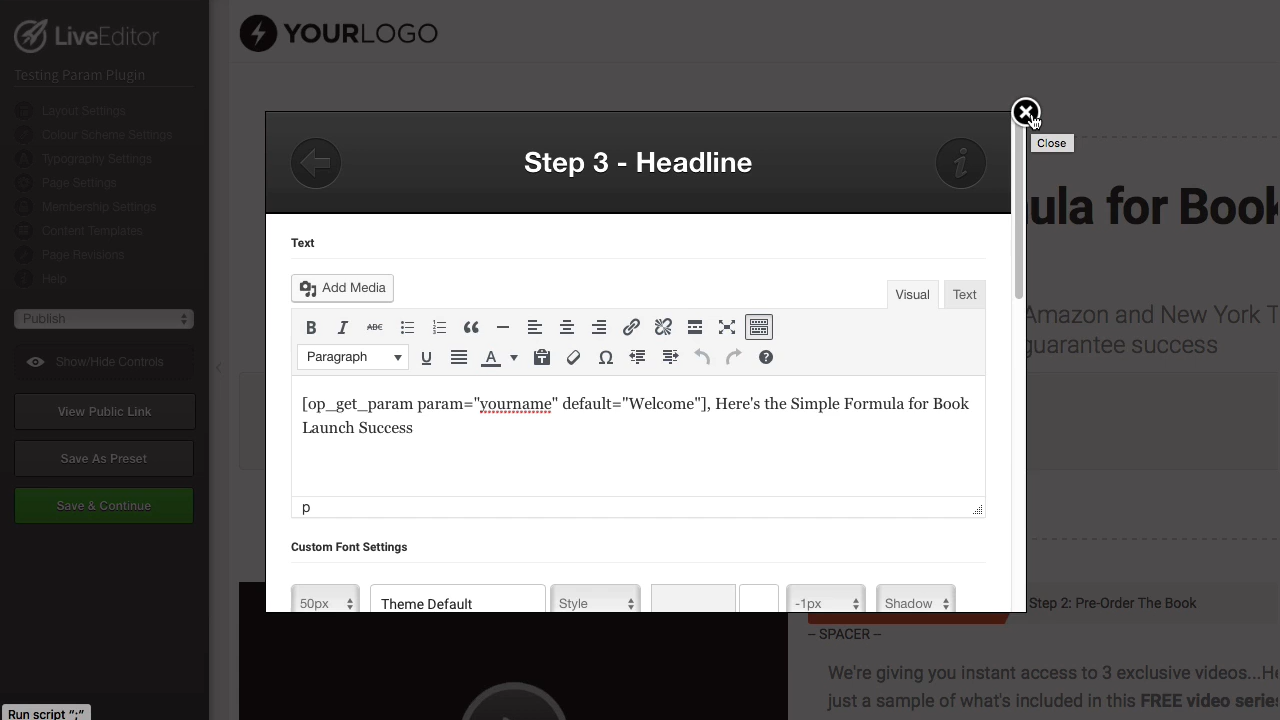 LiveEditor
YOURLOGO
Testing Param Plugin
Layout Settings
Colour Scheme Settings
Typography Settings
Page Settings
Membership Settings
Content Templates
Page Revisions
Help
Publish
Show/Hide Controls
View Public Link
Save As Preset
Save & Continue
Close
Step 3 - Headline
Text
Add Media
Visual
Text
B I ABC
Paragraph
U A Ω
[op_get_param param="yourname" default="Welcome"], Here's the Simple Formula for Book
Launch Success
p
Custom Font Settings
50px
Theme Default
Style
-1px
Shadow
ula for Book
Amazon and New York T
guarantee success
Step 2: Pre-Order The Book
– SPACER –
We're giving you instant access to 3 exclusive videos...He
just a sample of what's included in this FREE video serie
Run script “;”